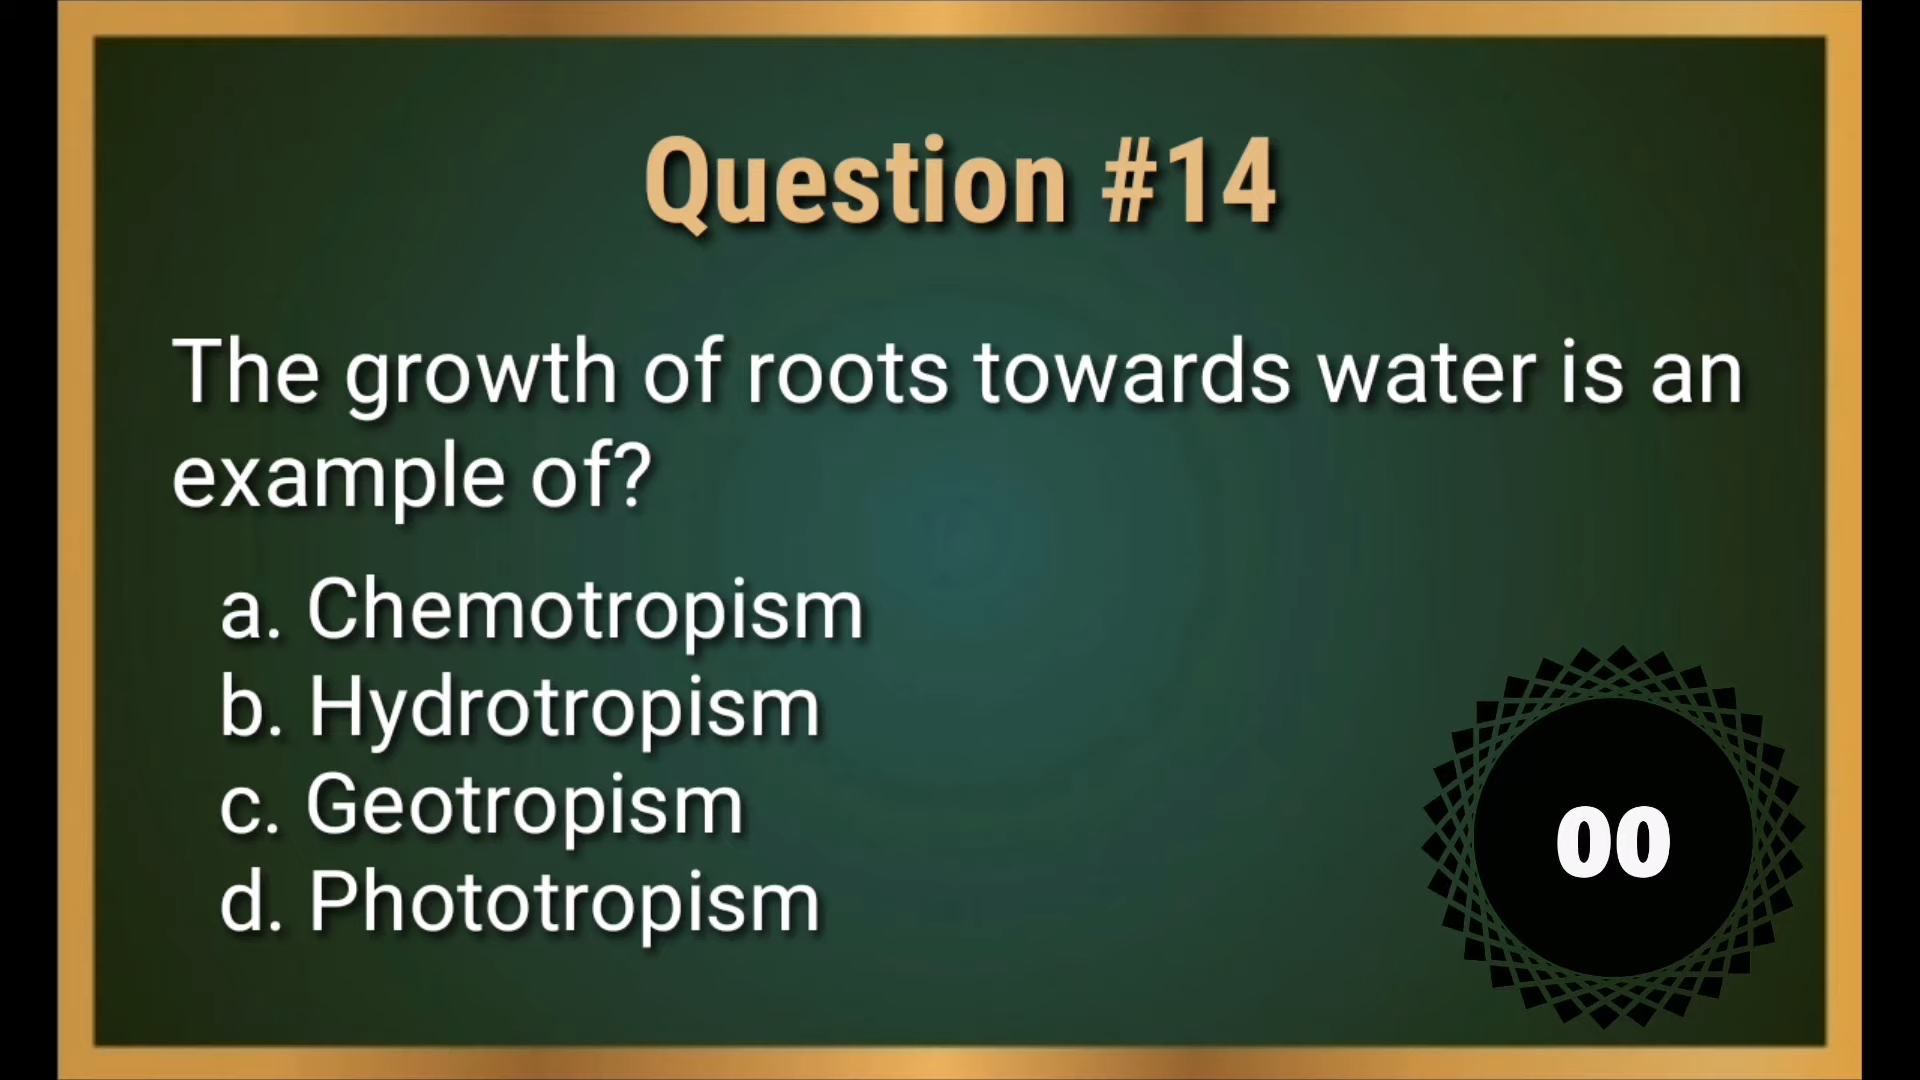 Question #14
The growth of roots towards water is an
example of?
a. Chemotropism
b. Hydrotropism
c. Geotropism
d. Phototropism
00